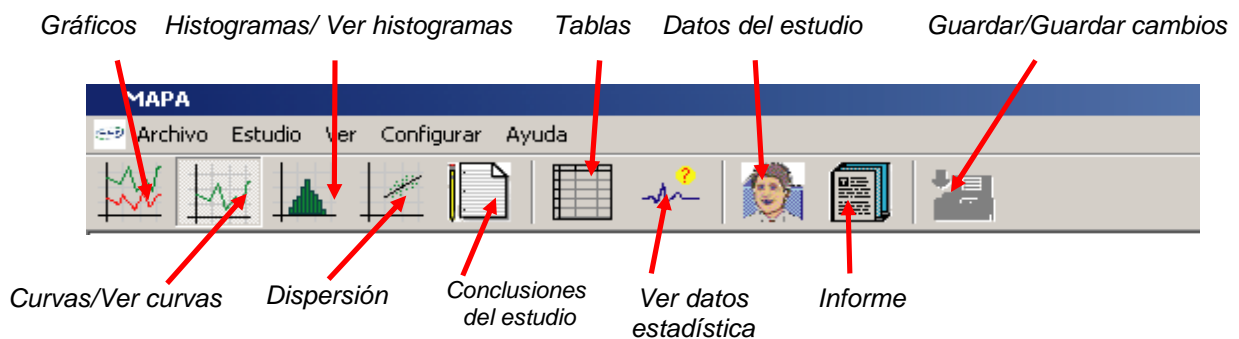 Gráficos
Histogramas/ Ver histogramas
Tablas
Datos del estudio
Guardar/Guardar cambios
MAPA
Archivo Estudio Ver Configurar Ayuda
?
Curvas/Ver curvas
Dispersión
Conclusiones
del estudio
Ver datos
estadística
Informe